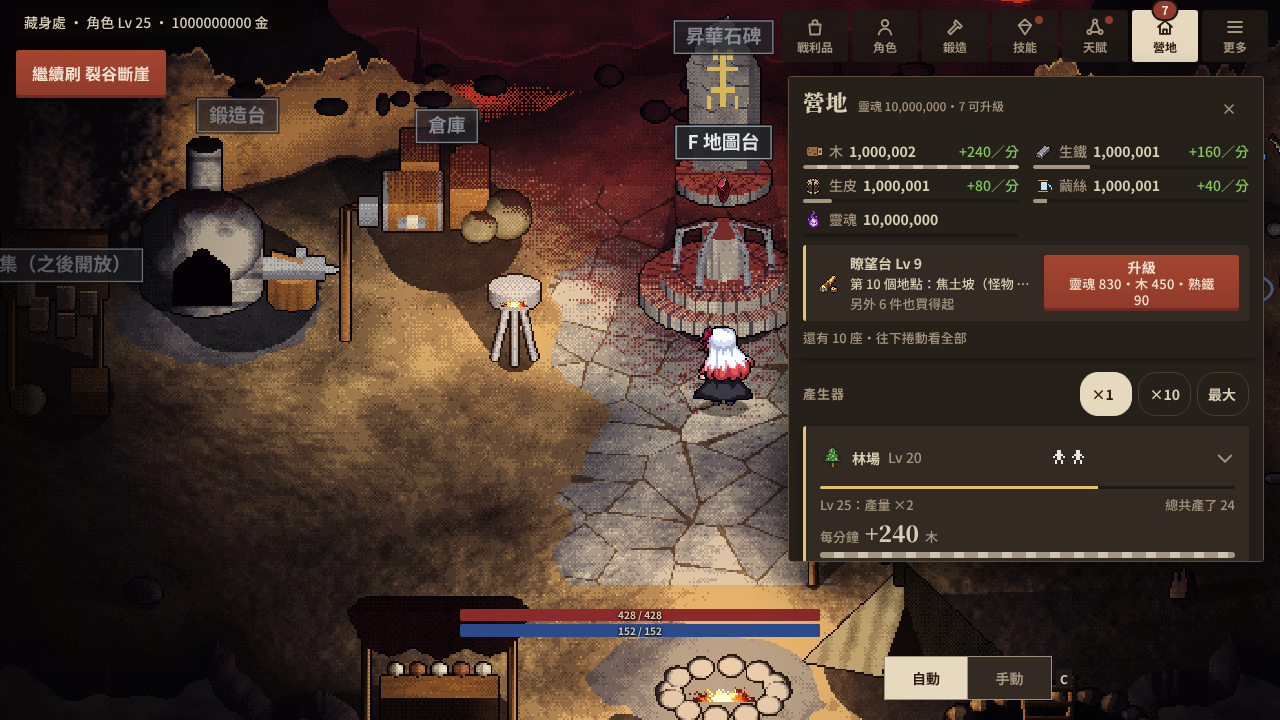 藏身處 • 角色 Lv 25 • 1000000000 金
繼續刷 裂谷斷崖
鍛造台
倉庫
昇華石碑
F 地圖台
集（之後開放）
戰利品
角色
鍛造
技能
天賦
7
營地
更多
營地 靈魂 10,000,000・7 可升級
木 1,000,002 +240／分
生鐵 1,000,001 +160／分
生皮 1,000,001 +80／分
繭絲 1,000,001 +40／分
靈魂 10,000,000
瞭望台 Lv 9
第 10 個地點：焦土坡（怪物 …
另外 6 件也買得起
升級
靈魂 830・木 450・熟鐵
90
還有 10 座・往下捲動看全部
產生器
×1
×10
最大
林場 Lv 20
Lv 25：產量 ×2
總共產了 24
每分鐘 +240 木
428 / 428
152 / 152
自動
手動
C